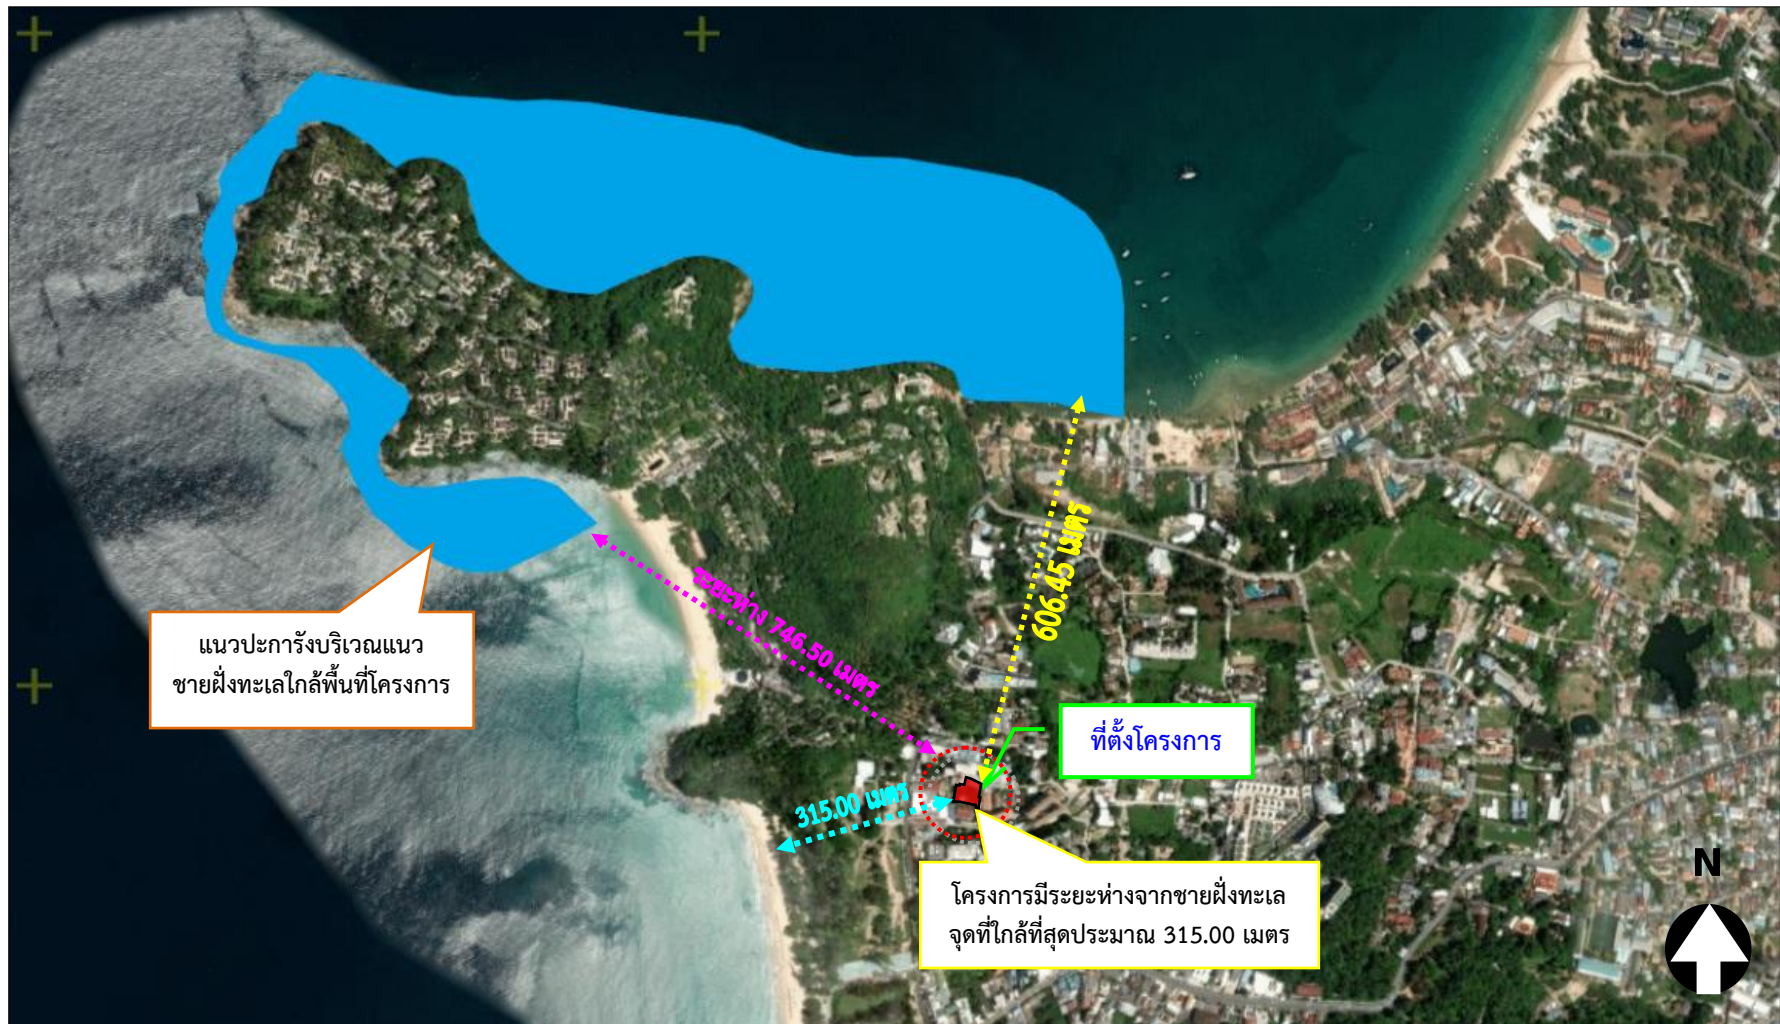 606.45 เมตร
ระยะห่าง 746.50 เมตร
แนวปะการังบริเวณแนว
ชายฝั่งทะเลใกล้พื้นที่โครงการ
ที่ตั้งโครงการ
315.00 เมตร
โครงการมีระยะห่างจากชายฝั่งทะเล
จุดที่ใกล้ที่สุดประมาณ 315.00 เมตร
N